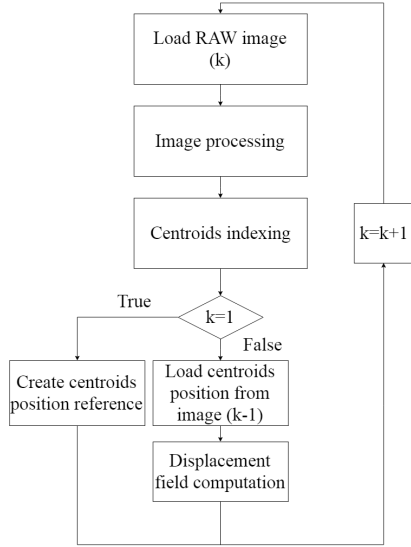 Load RAW image
(k)
Image processing
Centroids indexing
k=k+1
True
k=1
False
Create centroids
position reference
Load centroids
position from
image (k-1)
Displacement
field computation